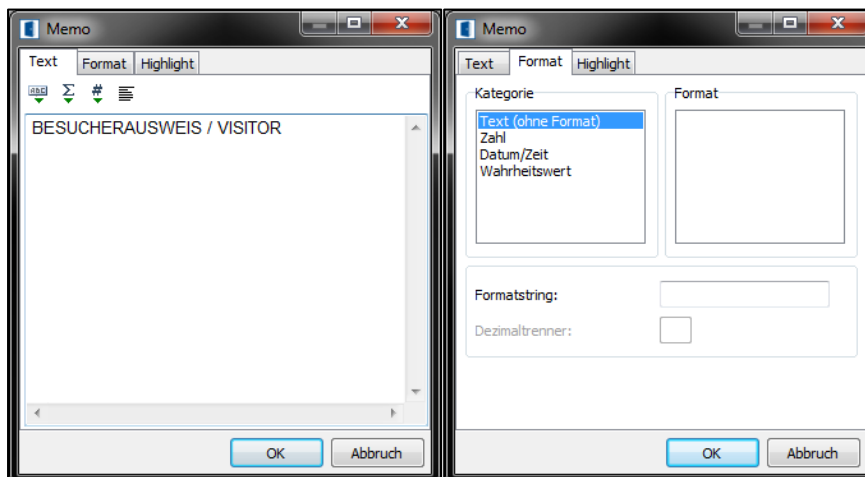 Memo
Text Format Highlight
ABC Σ #
BESUCHERAUSWEIS / VISITOR
OK Abbruch
Memo
Text Format Highlight
Kategorie
Text (ohne Format)
Zahl
Datum/Zeit
Wahrheitswert
Format
Formatstring:
Dezimaltrenner:
OK Abbruch